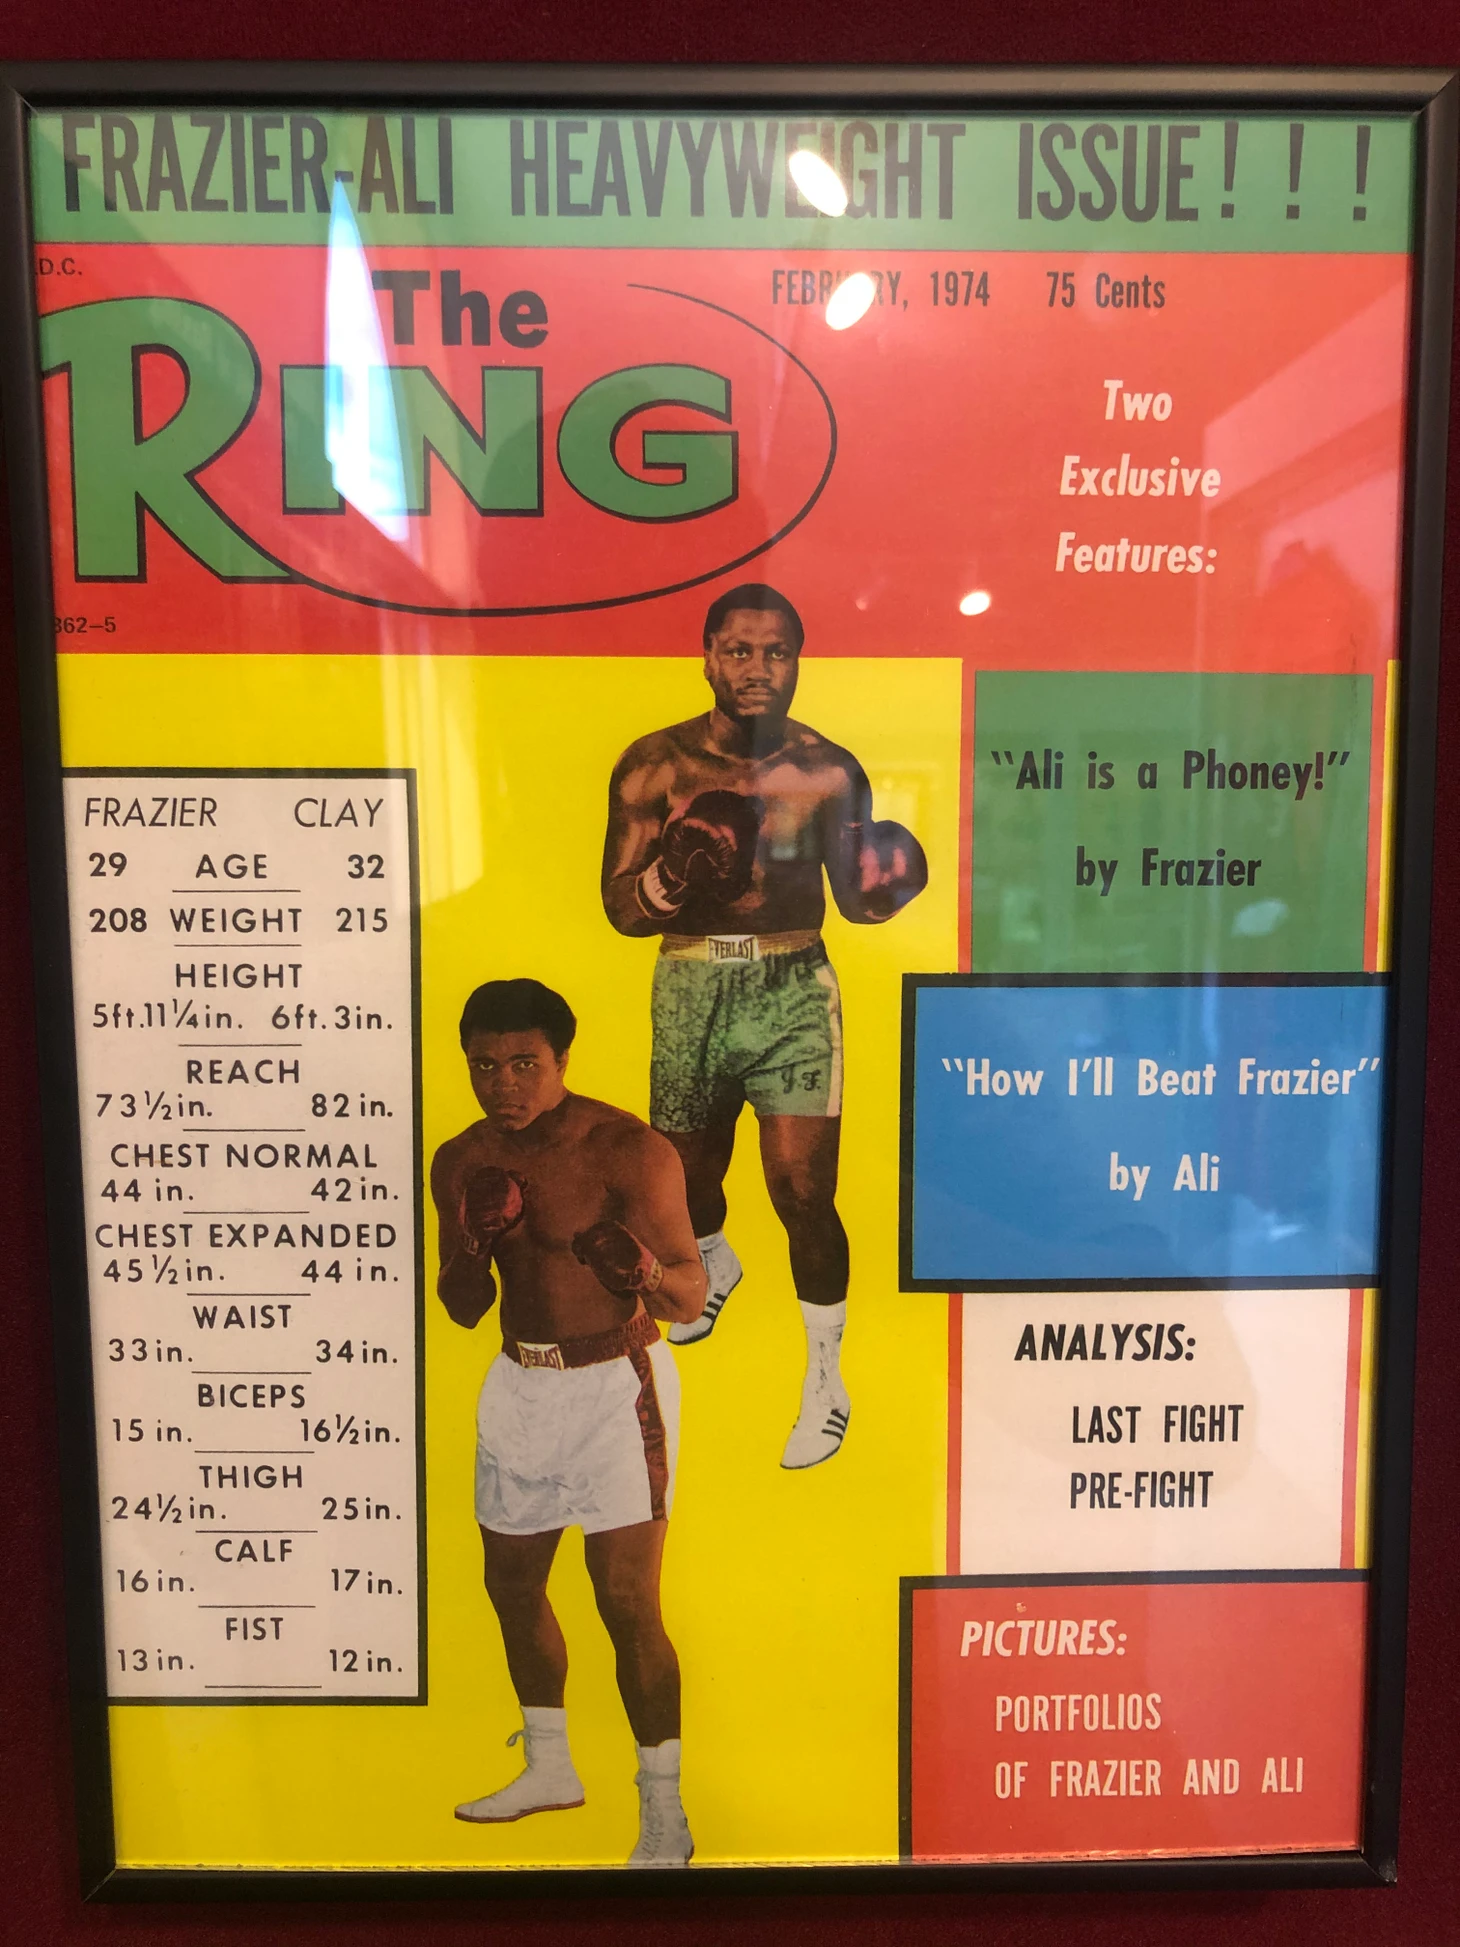 FRAZIER-ALI HEAVYWEIGHT ISSUE! ! !
D.C.
The
RING
FEBRUARY, 1974 75 Cents
362-5
Two
Exclusive
Features:
"Ali is a Phoney!"
by Frazier
"How I'll Beat Frazier"
by Ali
ANALYSIS:
LAST FIGHT
PRE-FIGHT
PICTURES:
PORTFOLIOS
OF FRAZIER AND ALI
FRAZIER CLAY
29 AGE 32
208 WEIGHT 215
HEIGHT
5ft.11¼in. 6ft.3in.
REACH
73½in. 82in.
CHEST NORMAL
44 in. 42in.
CHEST EXPANDED
45½in. 44 in.
WAIST
33in. 34in.
BICEPS
15 in. 16½in.
THIGH
24½in. 25in.
CALF
16in. 17in.
FIST
13in. 12in.
EVERLAST
J.F.
EVERLAST